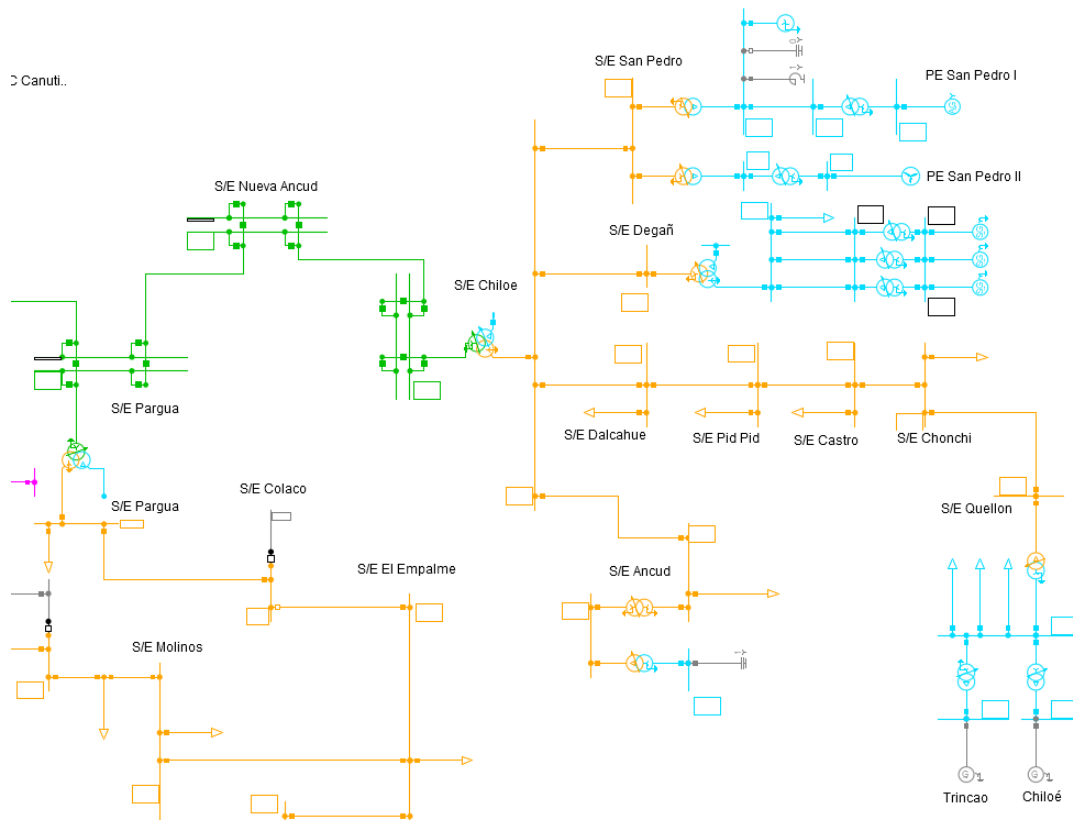 S/E San Pedro
PE San Pedro I
C Canuti..
PE San Pedro II
S/E Nueva Ancud
S/E Degañ
S/E Chiloe
S/E Pargua
S/E Dalcahue
S/E Pid Pid
S/E Castro
S/E Chonchi
S/E Colaco
S/E Pargua
S/E Quellon
S/E El Empalme
S/E Ancud
S/E Molinos
Trincao
Chiloé